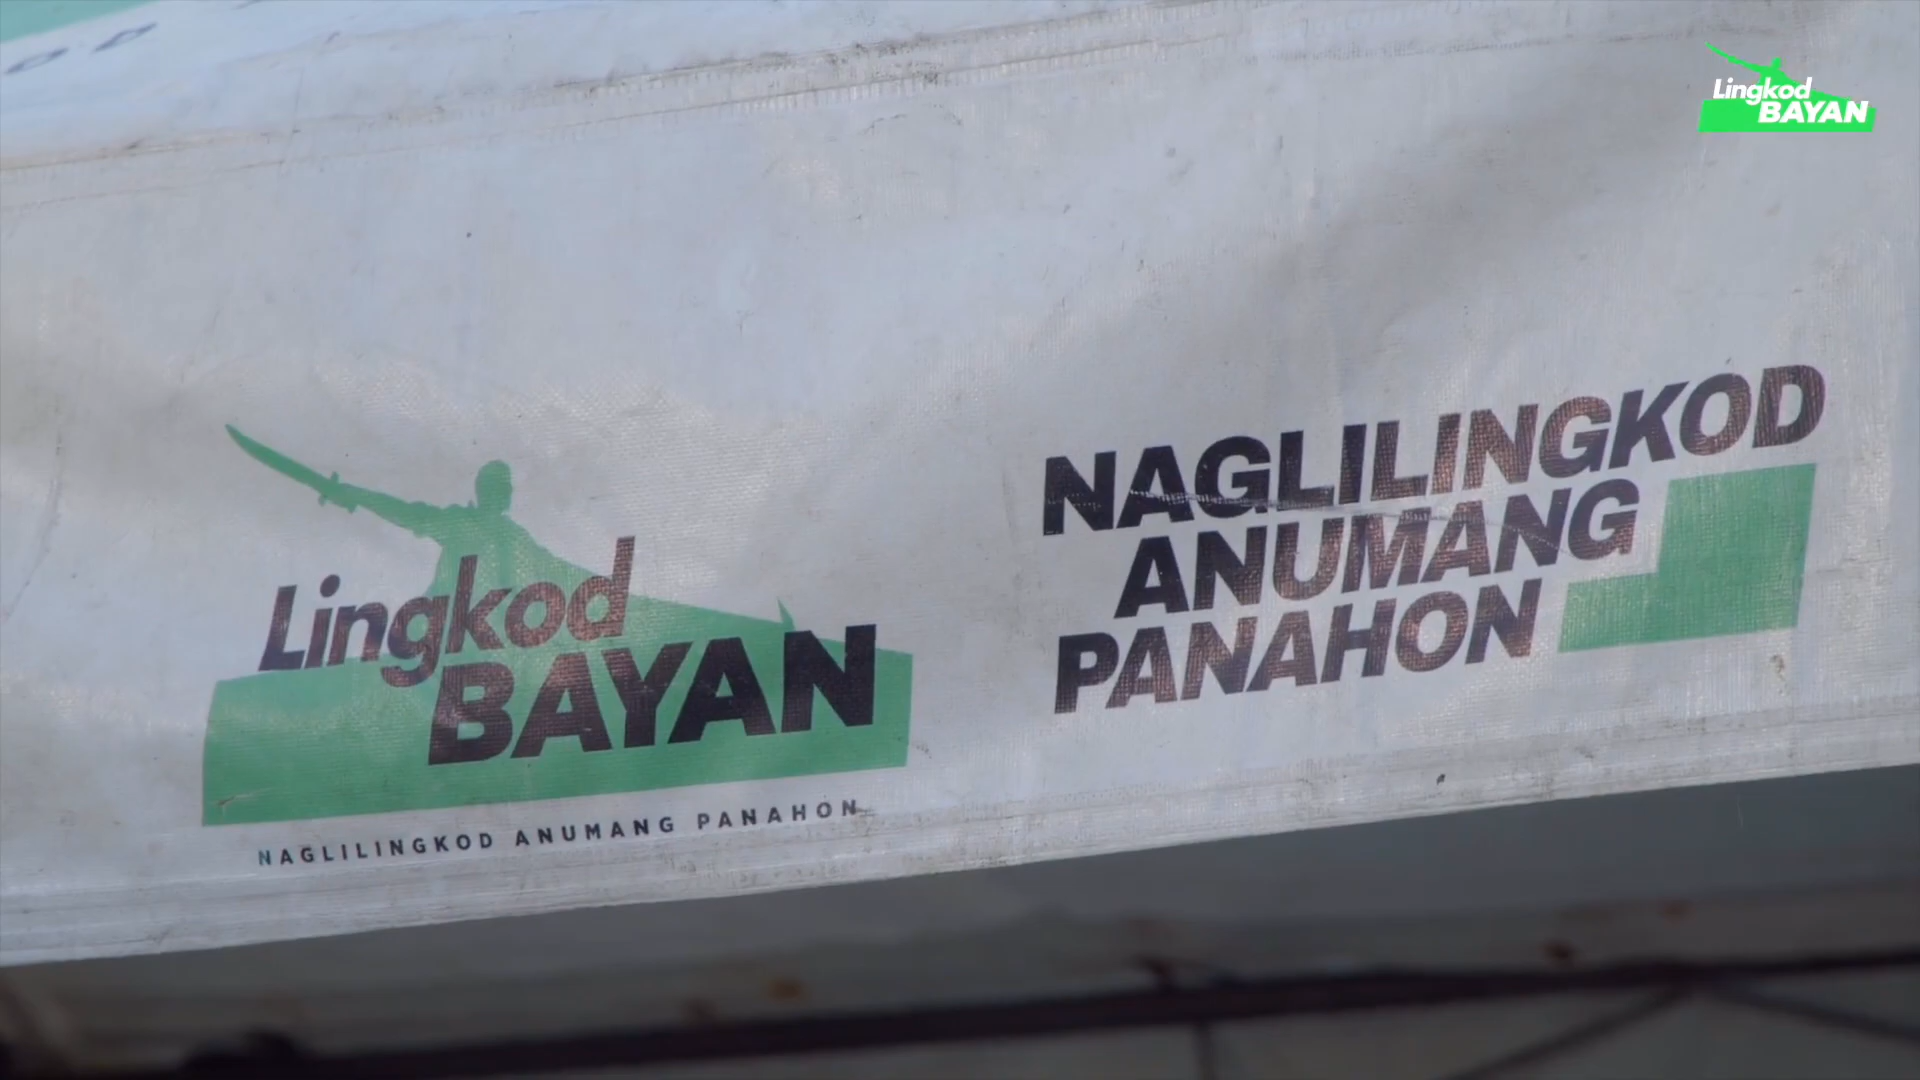 Lingkod
BAYAN
Lingkod
BAYAN
NAGLILINGKOD ANUMANG PANAHON
NAGLILINGKOD
ANUMANG
PANAHON